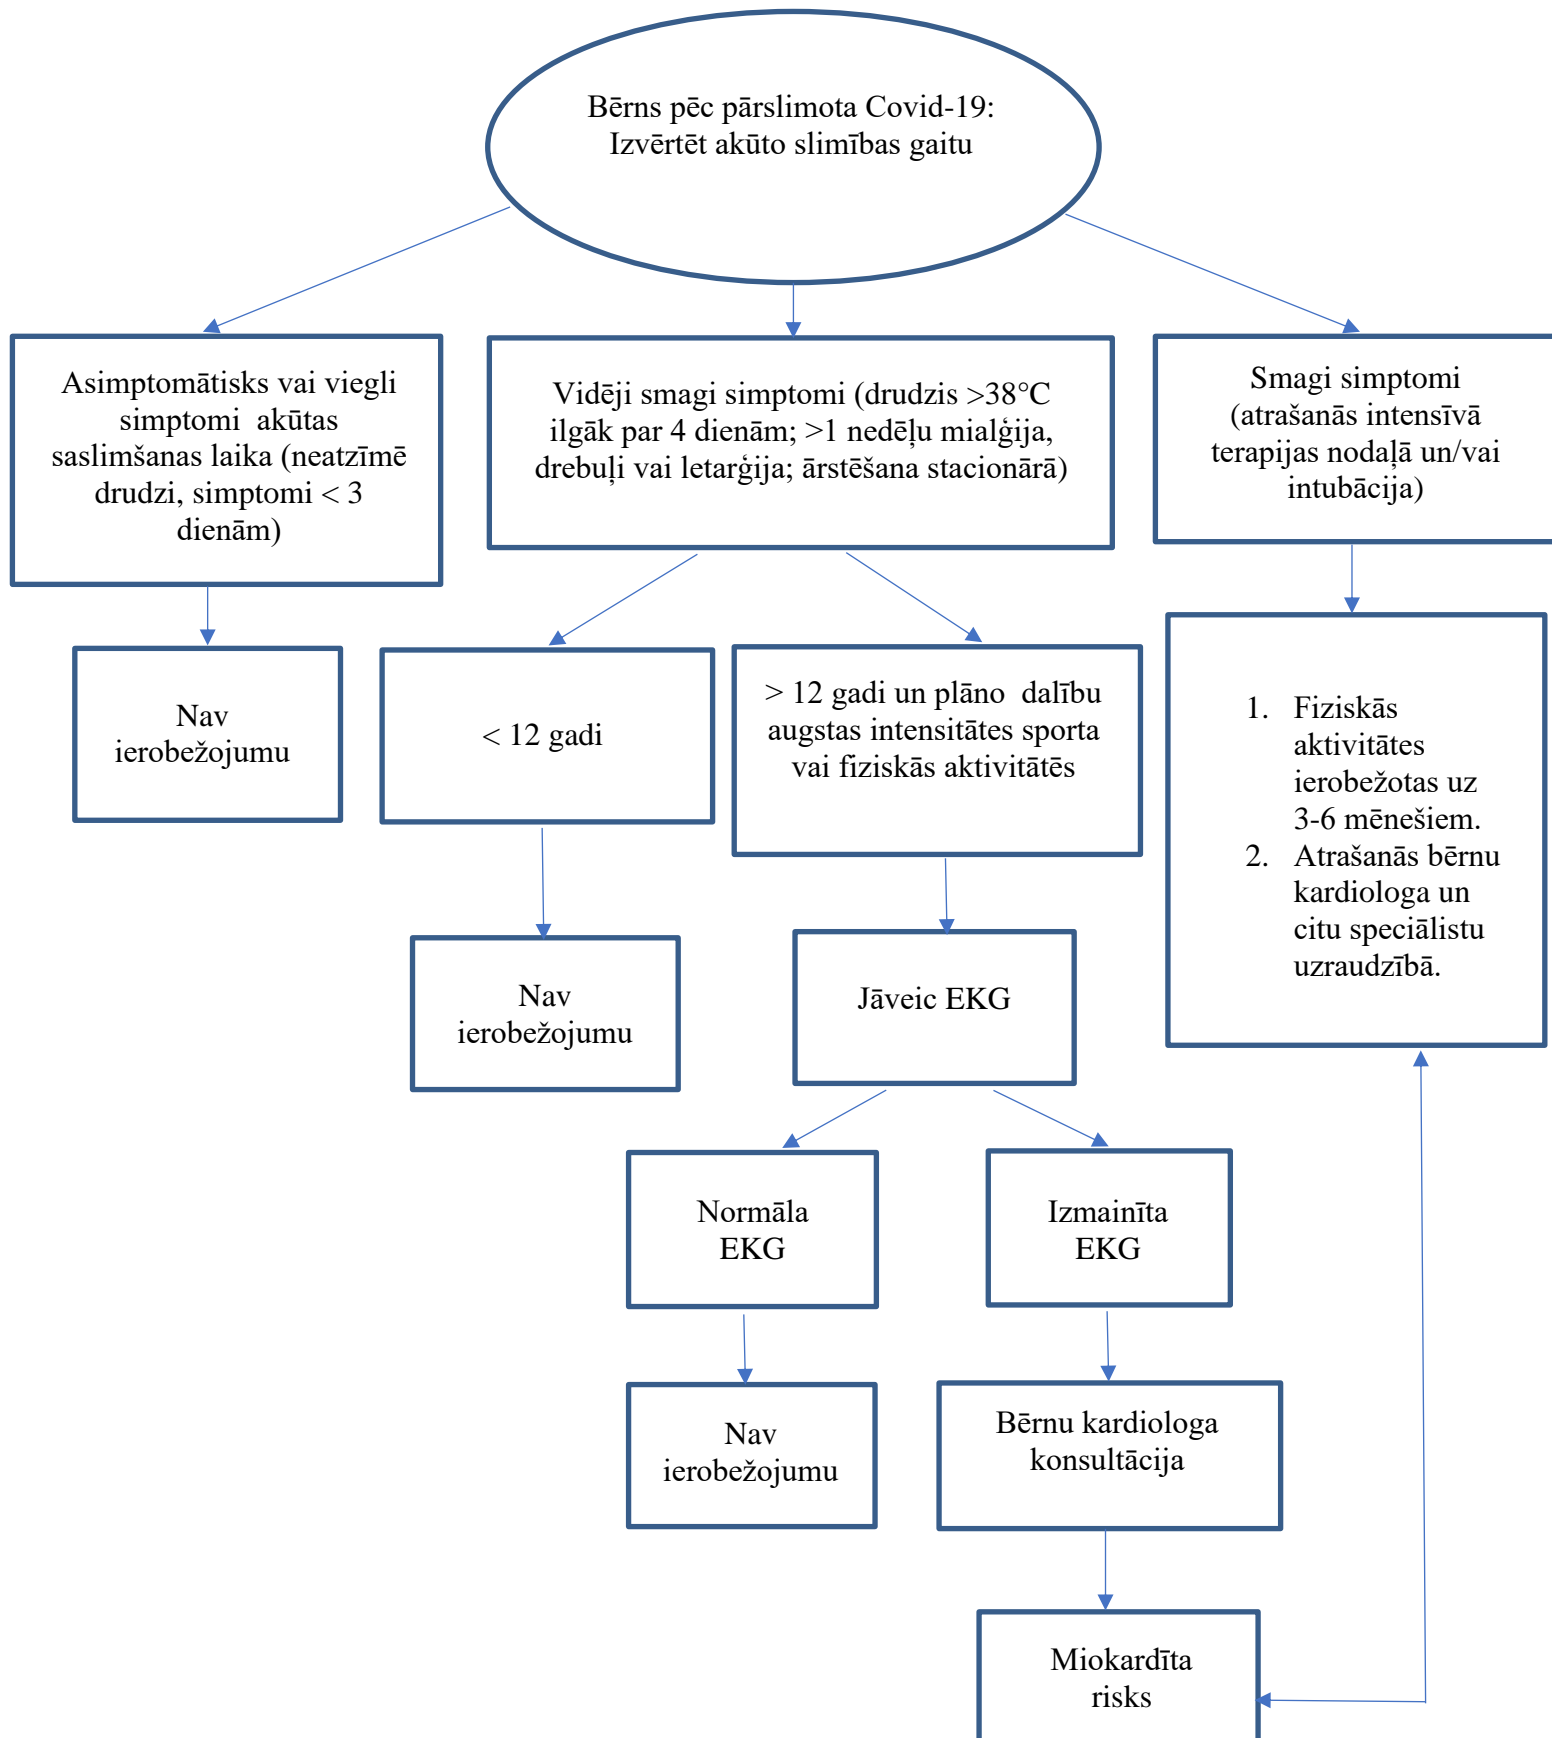 Bērns pēc pārslimota Covid-19:
Izvērtēt akūto slimības gaitu
Asimptomātisks vai viegli
simptomi akūtas
saslimšanas laika (neatzīmē
drudzi, simptomi < 3
dienām)
Vidēji smagi simptomi (drudzis >38°C
ilgāk par 4 dienām; >1 nedēļu mialģija,
drebuļi vai letarģija; ārstēšana stacionārā)
Smagi simptomi
(atrašanās intensīvā
terapijas nodaļā un/vai
intubācija)
Nav
ierobežojumu
< 12 gadi
> 12 gadi un plāno dalību
augstas intensitātes sporta
vai fiziskās aktivitātēs
1. Fiziskās
aktivitātes
ierobežotas uz
3-6 mēnešiem.
2. Atrašanās bērnu
kardiologa un
citu speciālistu
uzraudzībā.
Nav
ierobežojumu
Jāveic EKG
Normāla
EKG
Izmainīta
EKG
Nav
ierobežojumu
Bērnu kardiologa
konsultācija
Miokardīta
risks